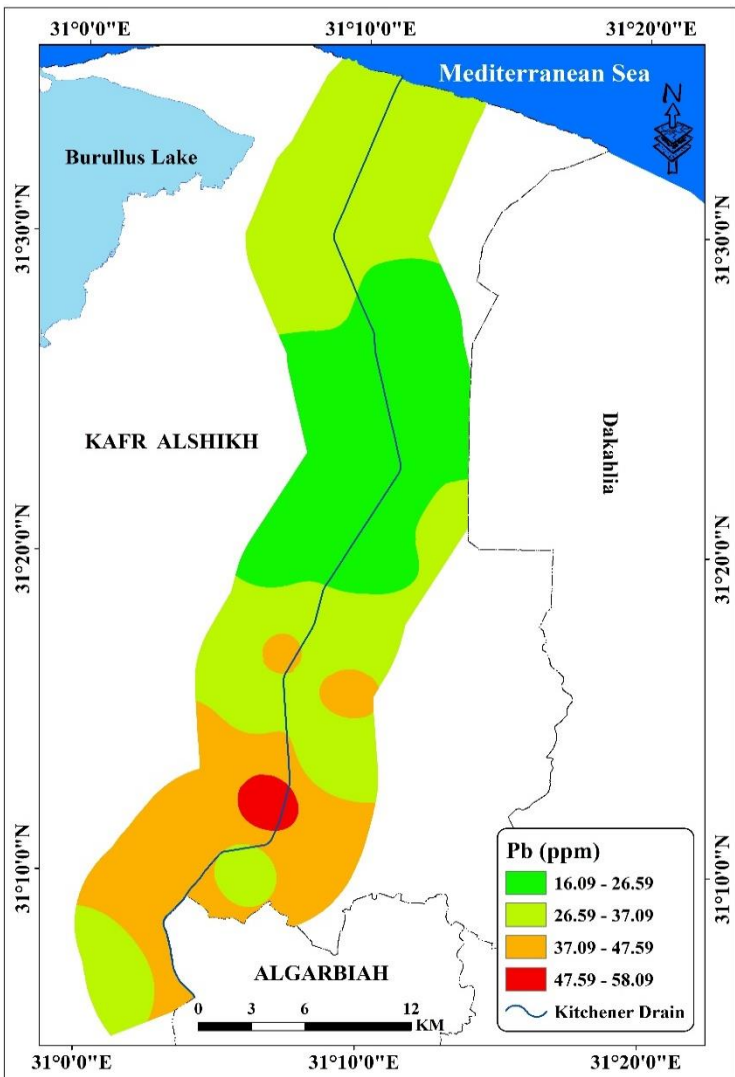 31°0'0"E 31°10'0"E 31°20'0"E
Mediterranean Sea
N
Burullus Lake
31°30'0"N 31°30'0"N
KAFR ALSHIKH
Dakahlia
31°20'0"N 31°20'0"N
31°10'0"N 31°10'0"N
Pb (ppm)
16.09 - 26.59
26.59 - 37.09
37.09 - 47.59
47.59 - 58.09
Kitchener Drain
ALGARBIAH
0 3 6 12
KM
31°0'0"E 31°10'0"E 31°20'0"E